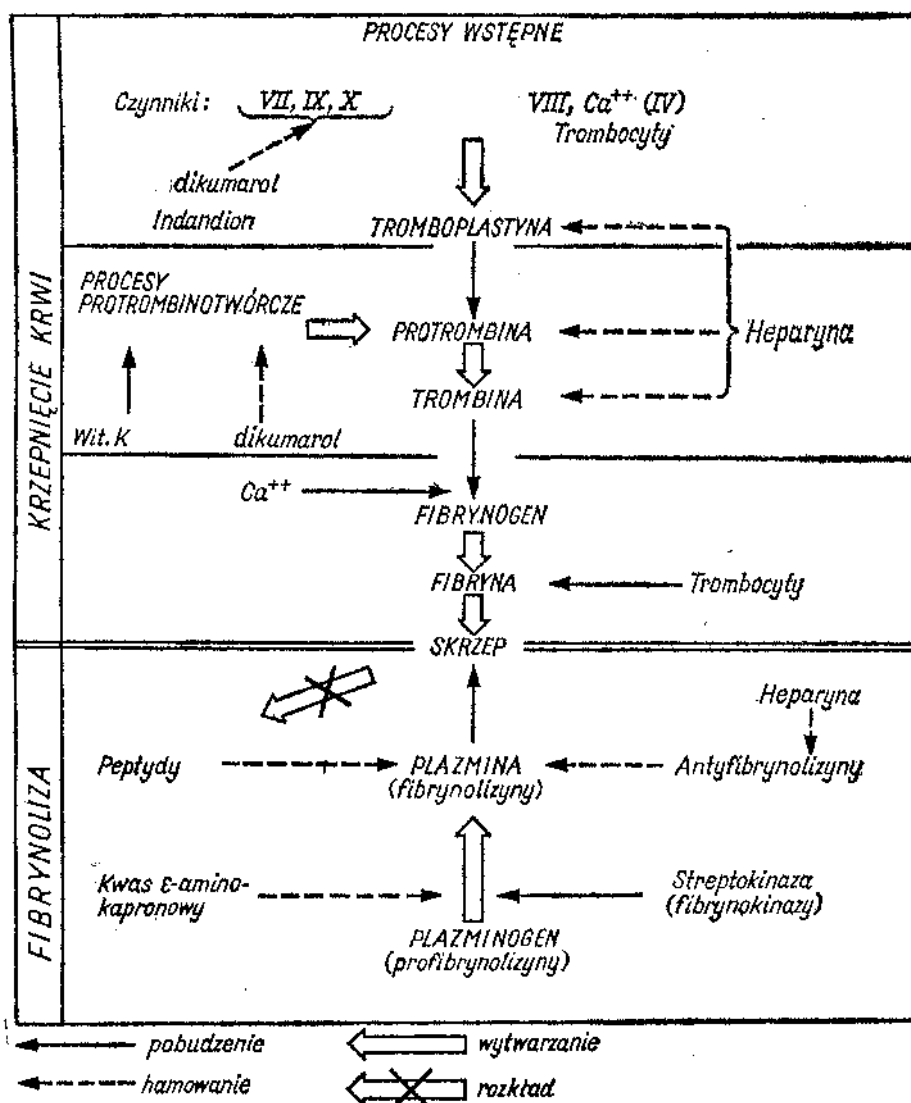 PROCESY WSTĘPNE
Czynniki: VII, IX, X
VIII, Ca++ (IV)
Trombocyty
dikumarol
Indandion
TROMBOPLASTYNA
KRZEPNIĘCIE KRWI
PROCESY
PROTROMBINOTWÓRCZE
PROTROMBINA
Heparyna
TROMBINA
Wit. K
dikumarol
Ca++
FIBRYNOGEN
FIBRYNA
Trombocyty
SKRZEP
FIBRYNOLIZA
Heparyna
Peptydy
PLAZMINA
(fibrynolizyny)
Antyfibrynolizyny
Kwas ε-amino-
kapronowy
Streptokinaza
(fibrynokinazy)
PLAZMINOGEN
(profibrynolizyny)
pobudzenie
wytwarzanie
hamowanie
rozkład